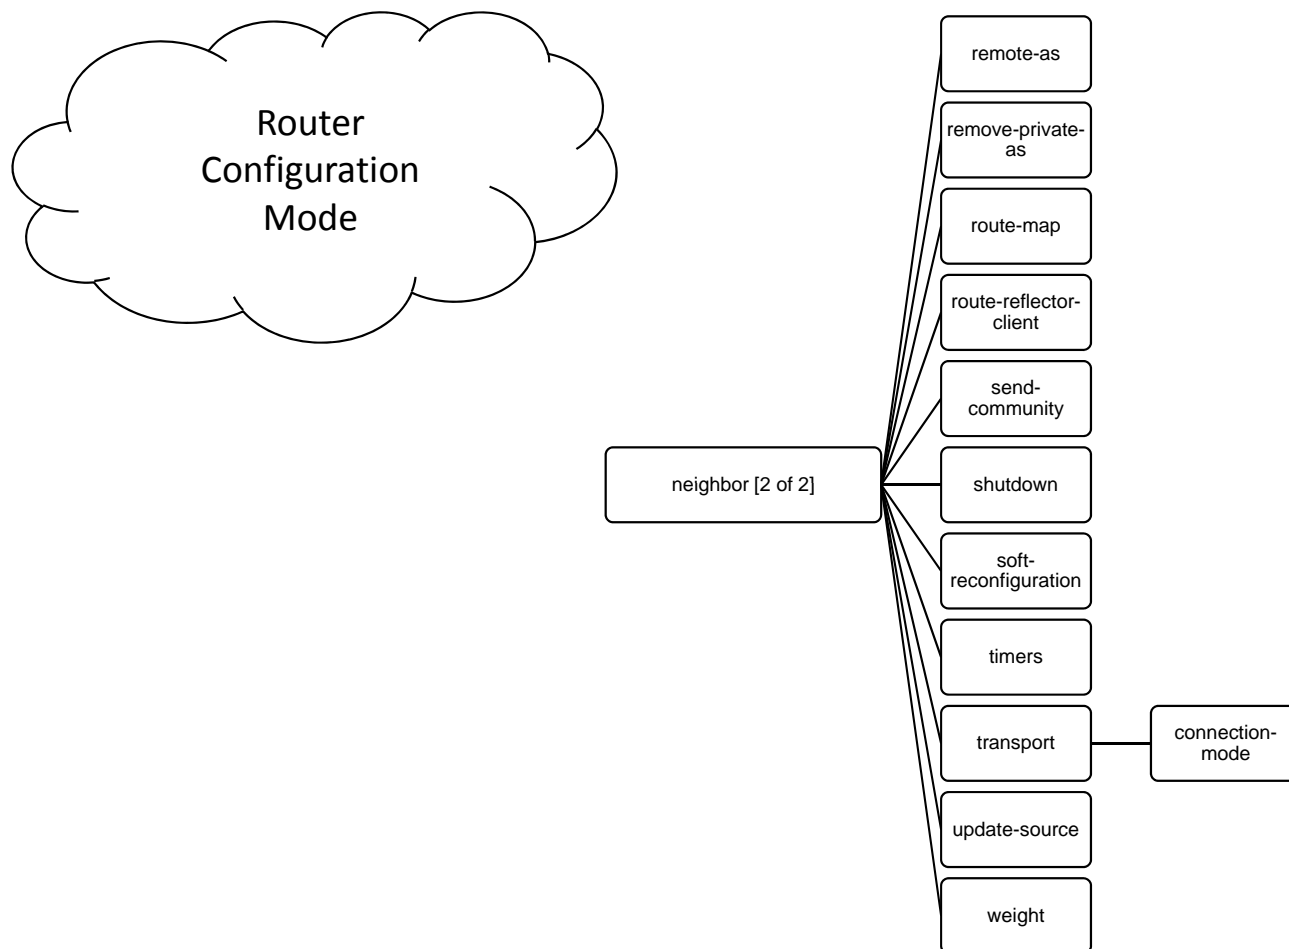 Router
Configuration
Mode
remote-as
remove-private-
as
route-map
route-reflector-
client
send-
community
neighbor [2 of 2]
shutdown
soft-
reconfiguration
timers
transport
connection-
mode
update-source
weight